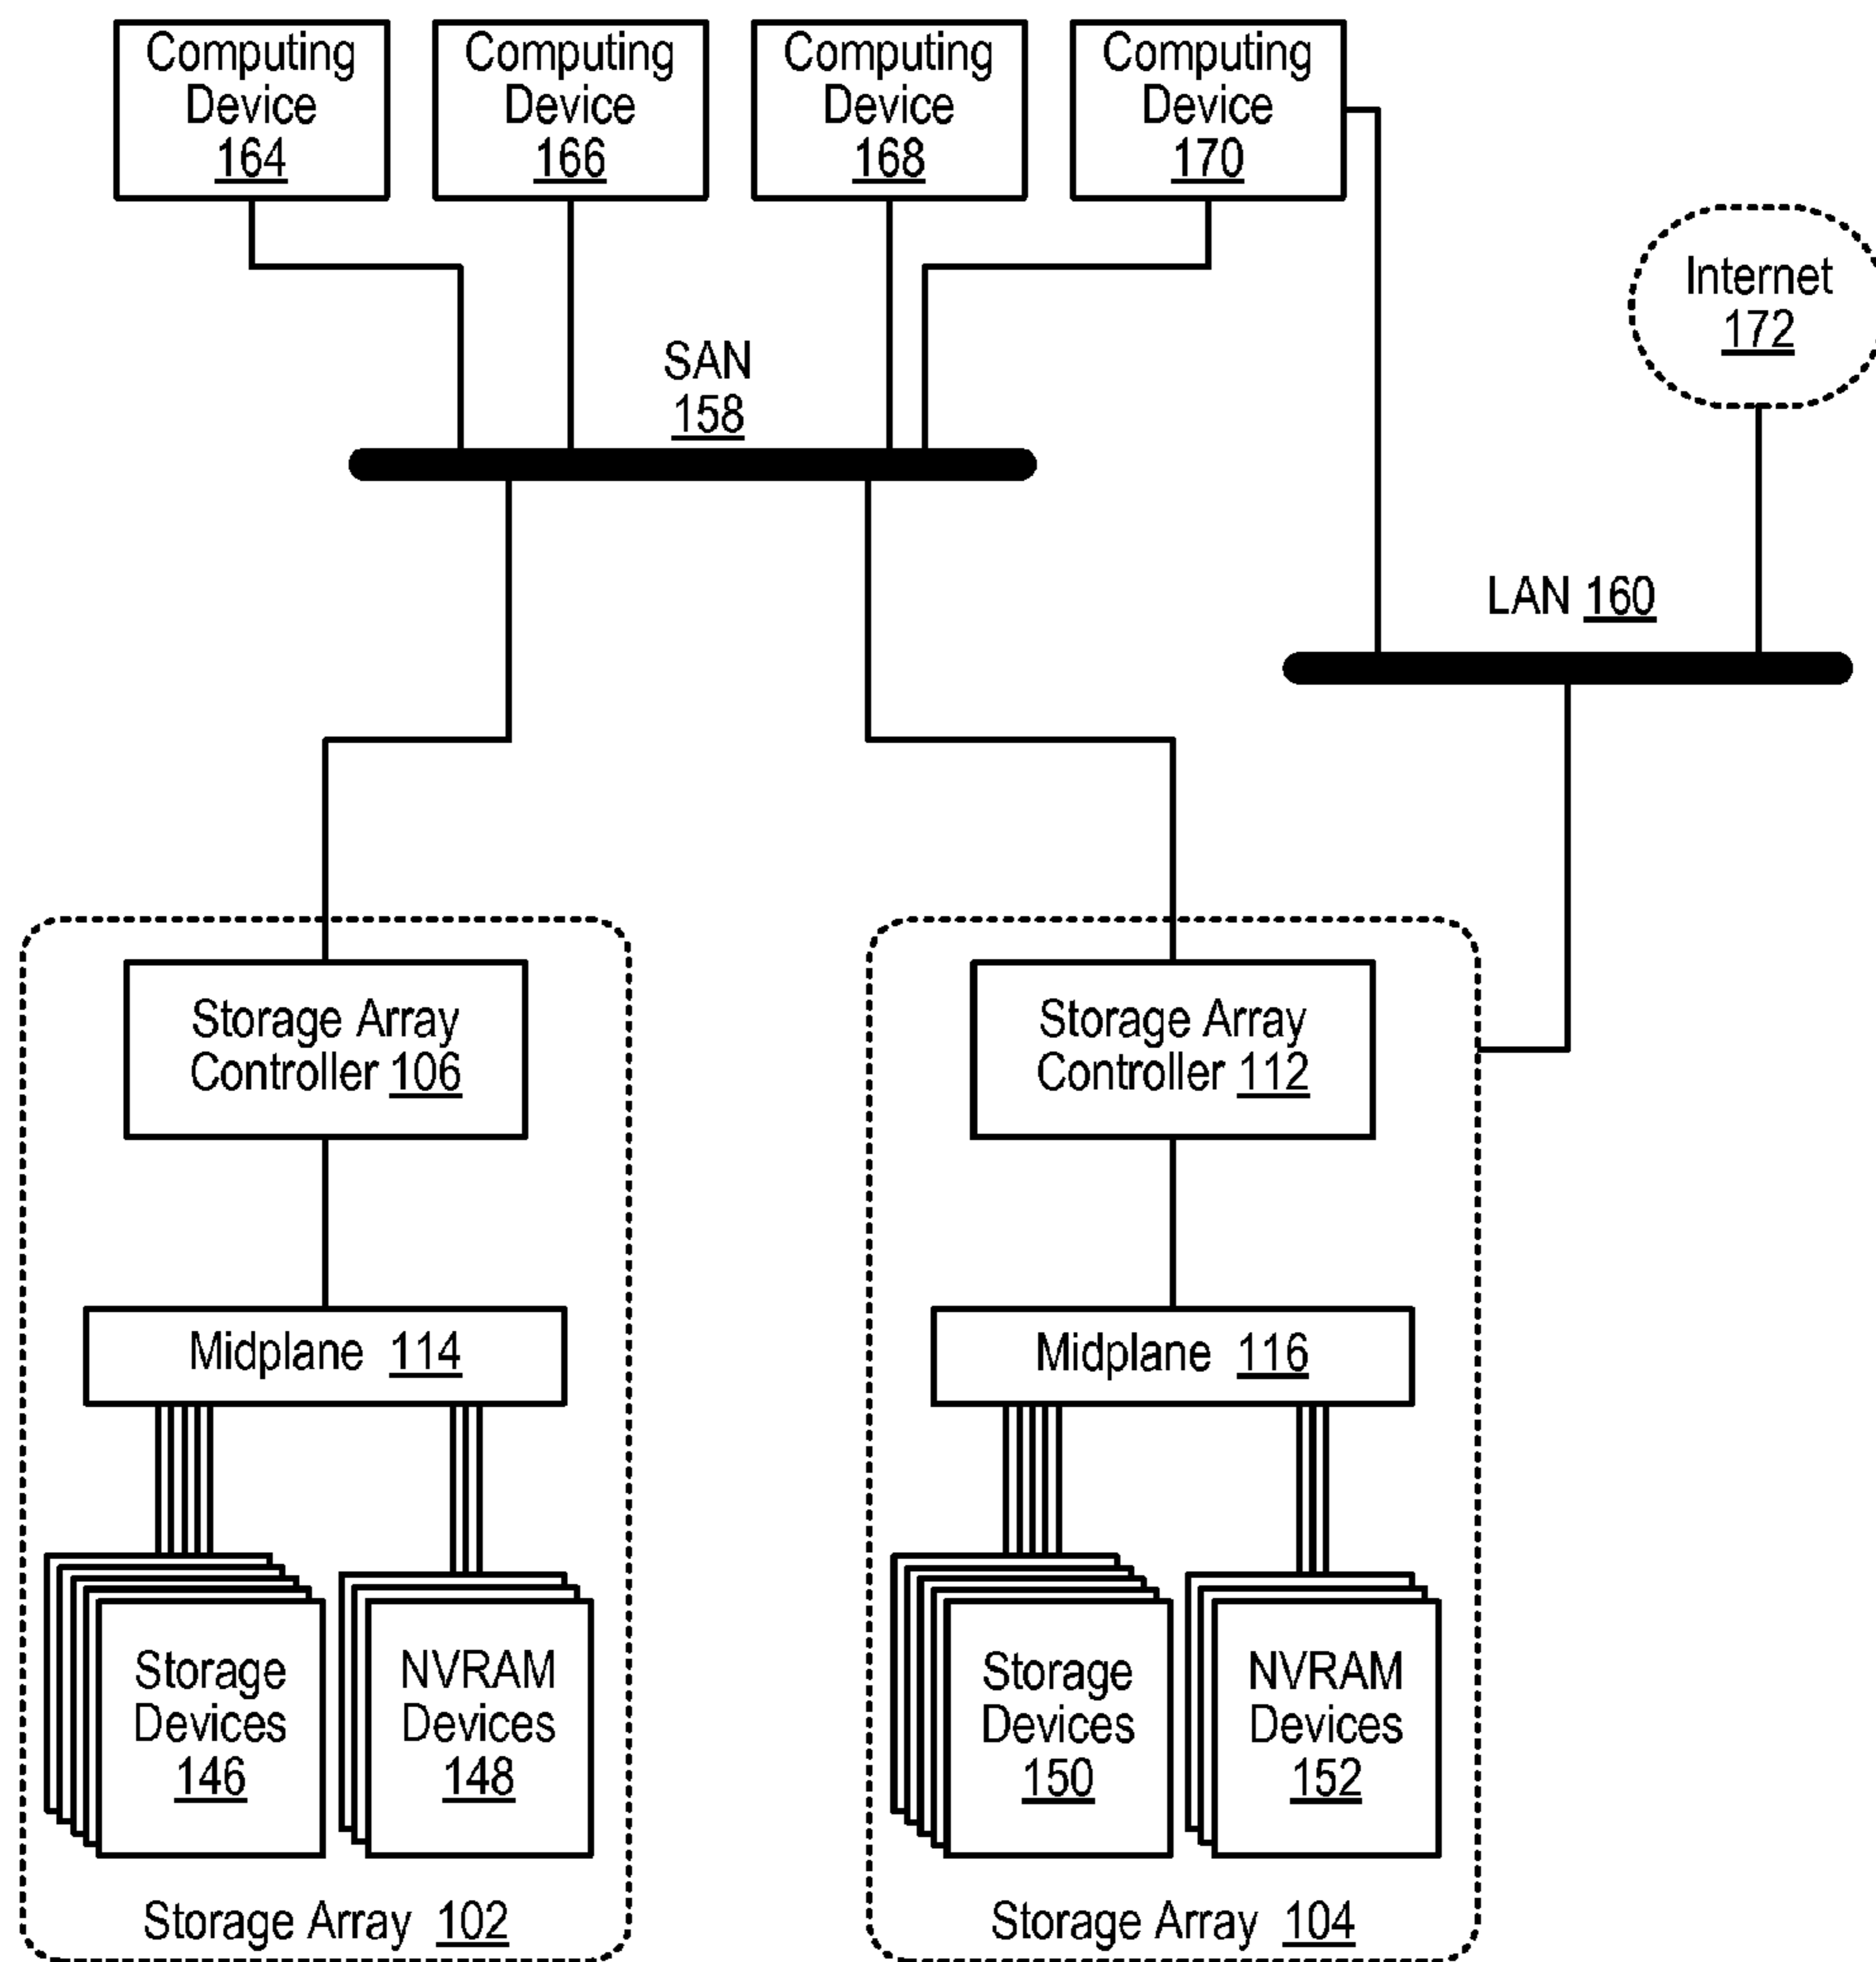 Computing
Device
164
Computing
Device
166
Computing
Device
168
Computing
Device
170
Internet
172
SAN
158
LAN 160
Storage Array
Controller 106
Storage Array
Controller 112
Midplane 114
Midplane 116
Storage
Devices
146
NVRAM
Devices
148
Storage
Devices
150
NVRAM
Devices
152
Storage Array 102
Storage Array 104